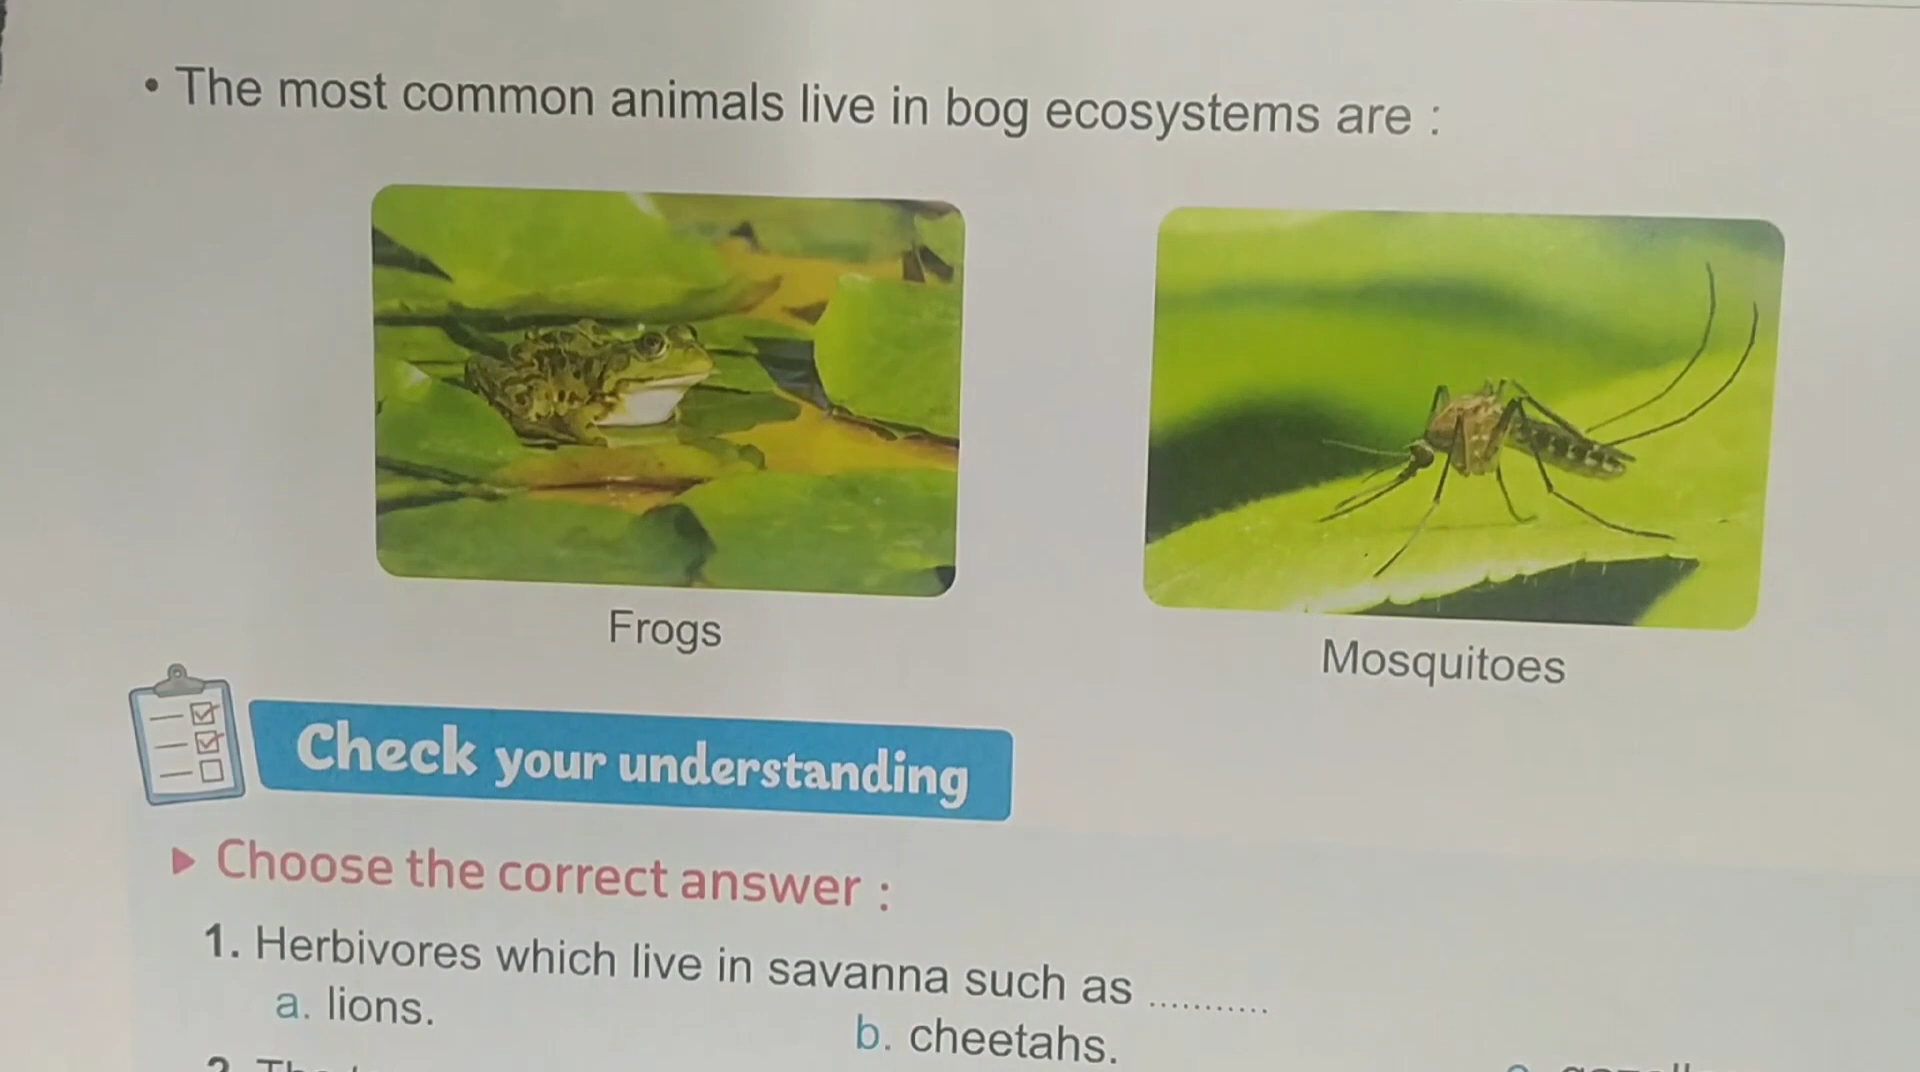 • The most common animals live in bog ecosystems are :
Frogs
Mosquitoes
Check your understanding
Choose the correct answer :
1. Herbivores which live in savanna such as ...........
a. lions.
b. cheetahs.